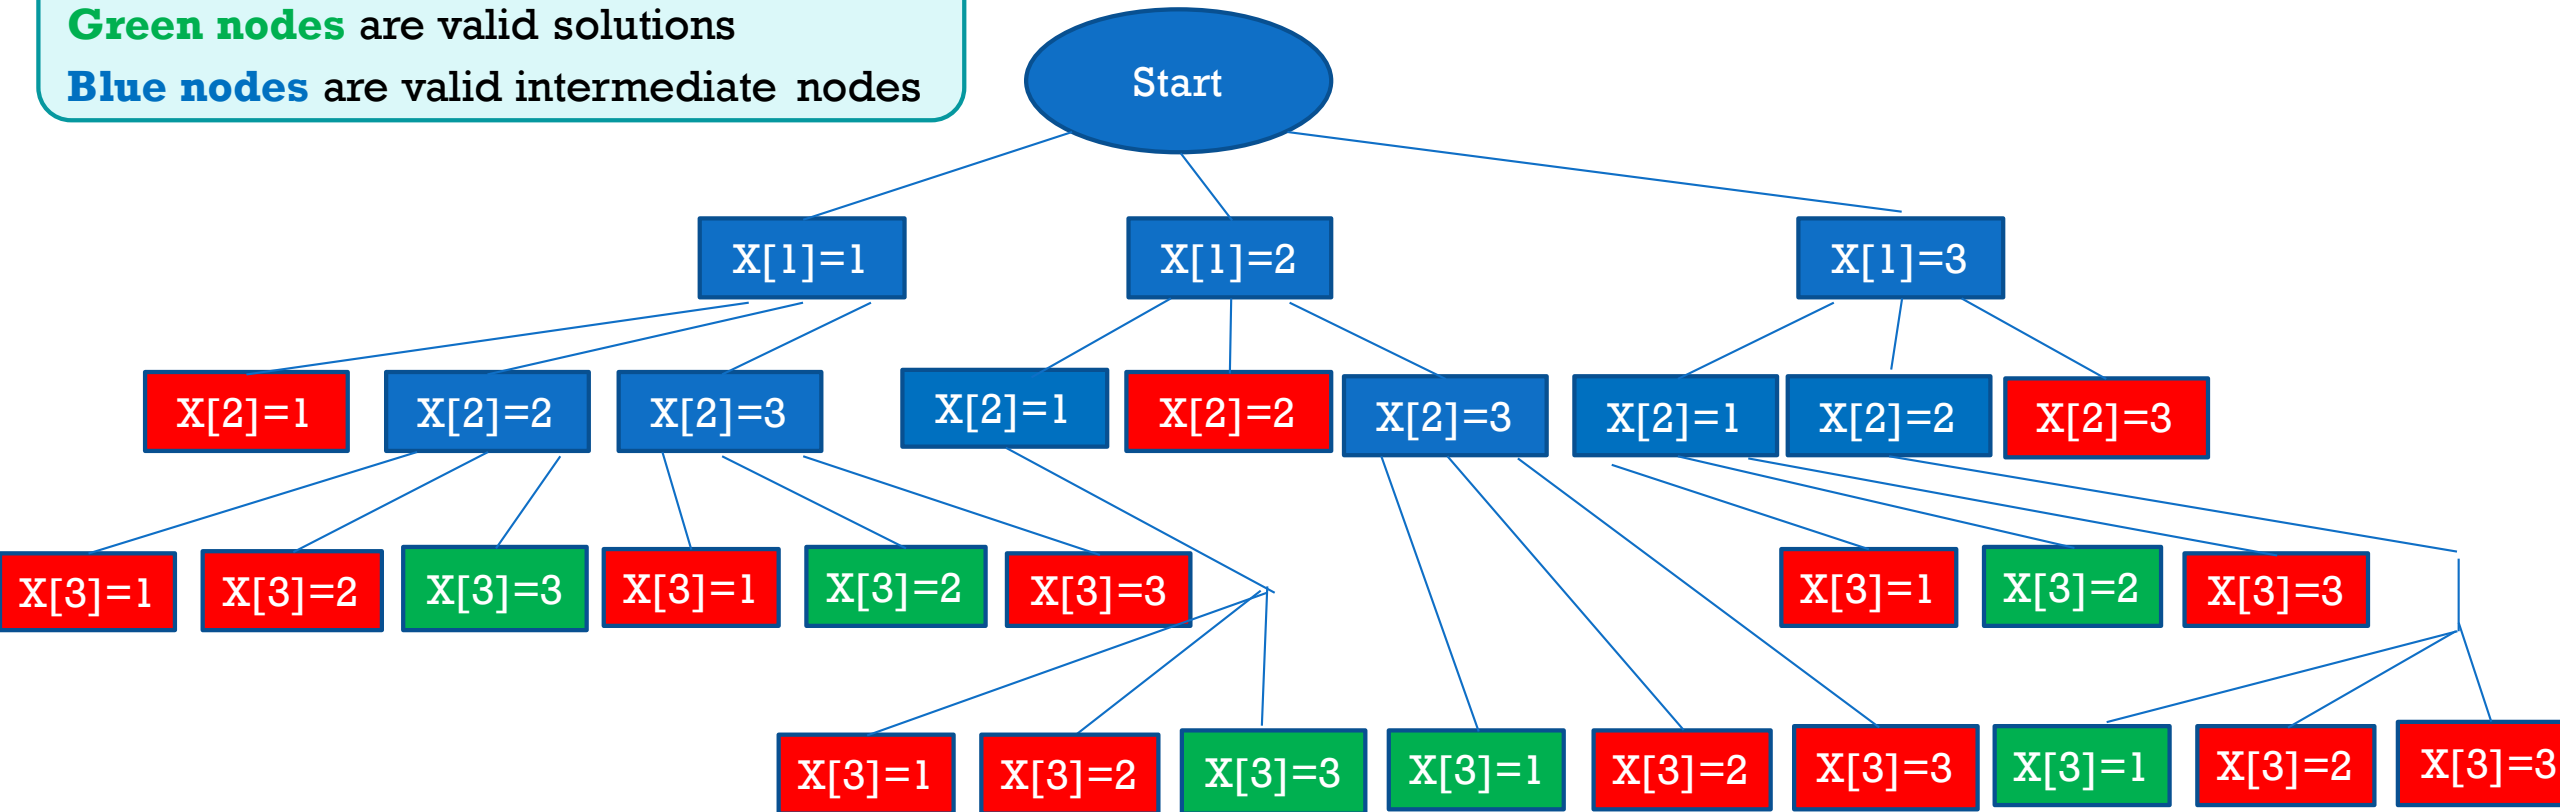 Green nodes are valid solutions
Blue nodes are valid intermediate nodes
Start
X[1]=1
X[1]=2
X[1]=3
X[2]=1
X[2]=2
X[2]=3
X[2]=1
X[2]=2
X[2]=3
X[2]=1
X[2]=2
X[2]=3
X[3]=1
X[3]=2
X[3]=3
X[3]=1
X[3]=2
X[3]=3
X[3]=1
X[3]=2
X[3]=3
X[3]=1
X[3]=2
X[3]=3
X[3]=1
X[3]=2
X[3]=3
X[3]=1
X[3]=2
X[3]=3